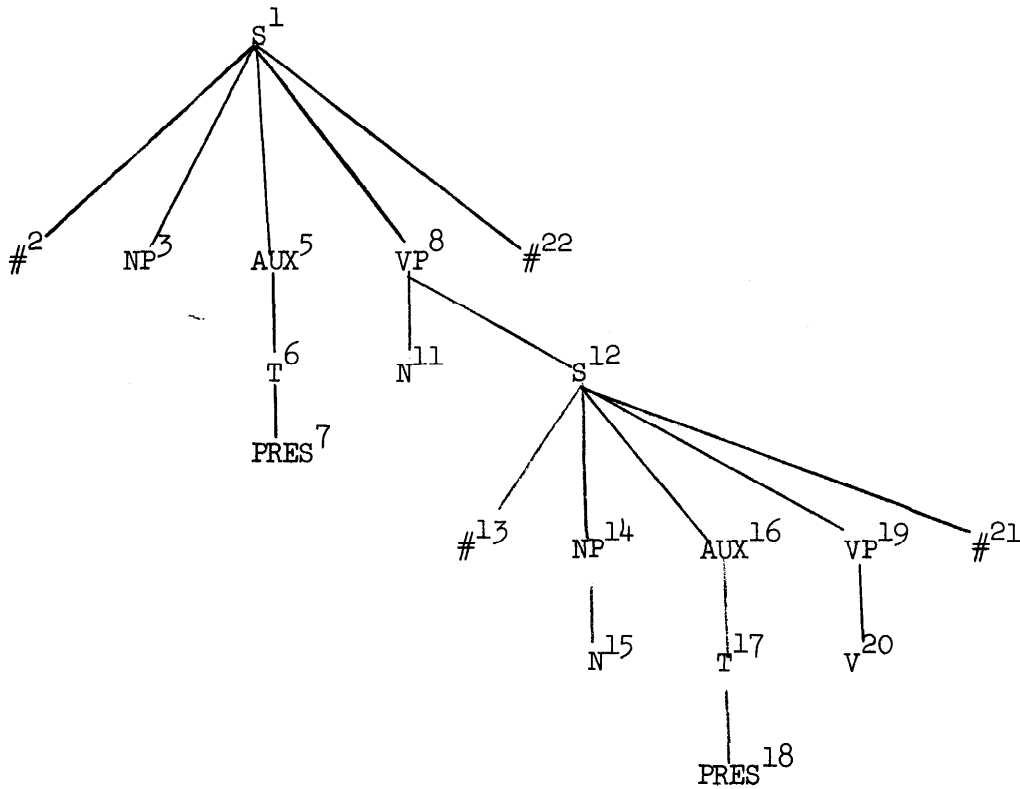 S1
#2 NP3 AUX5 VP8 #22
T6 N11 S12
PRES7
#13 NP14 AUX16 VP19 #21
N15 T17 V20
PRES18